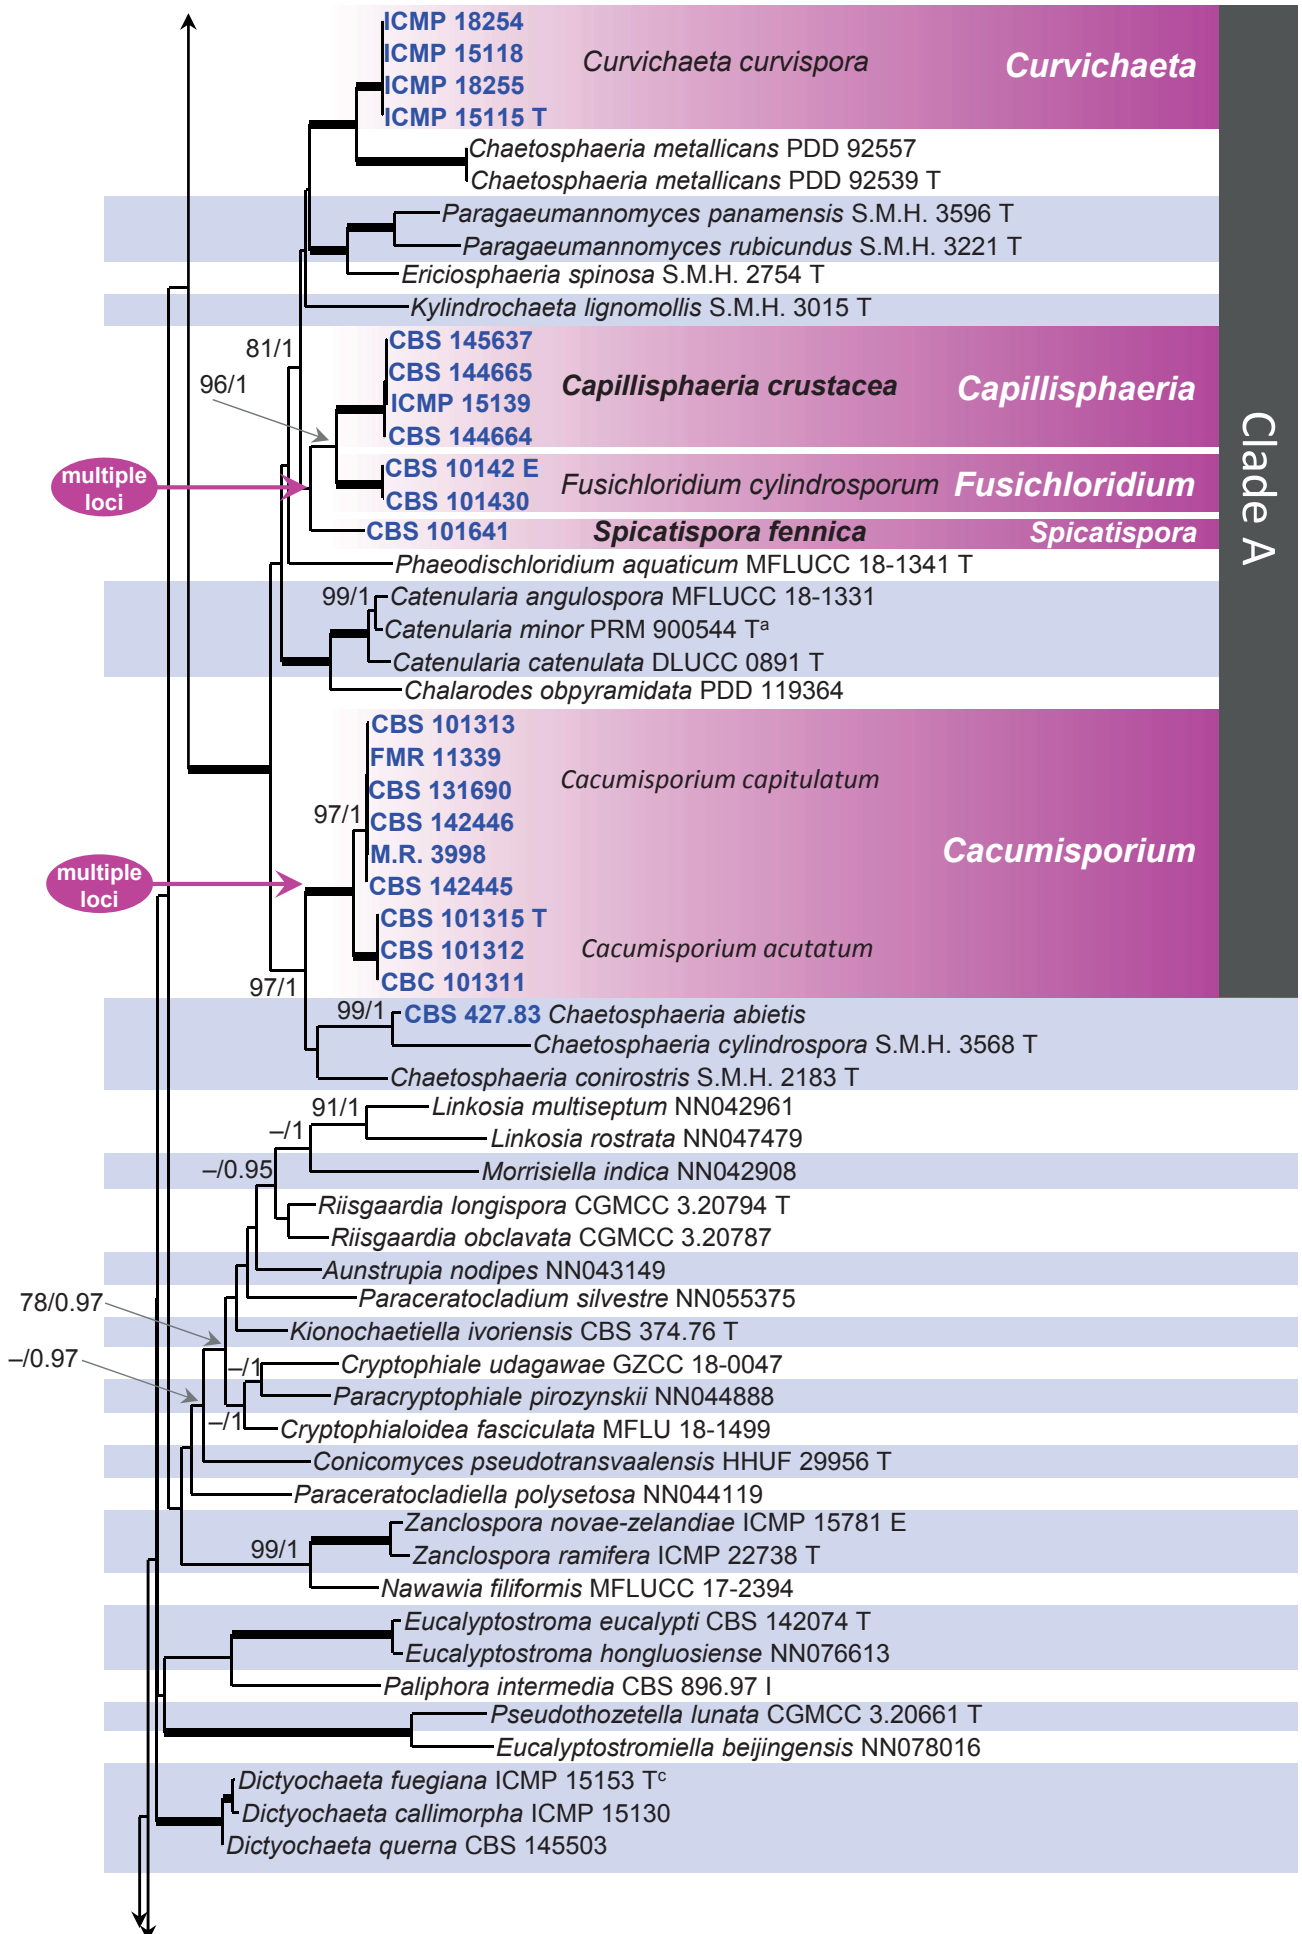 ICMP 18254
ICMP 15118
Curvichaeta curvispora
Curvichaeta
ICMP 18255
ICMP 15115 T
Chaetosphaeria metallicans PDD 92557
Chaetosphaeria metallicans PDD 92539 T
Paragaeumannomyces panamensis S.M.H. 3596 T
Paragaeumannomyces rubicundus S.M.H. 3221 T
Ericiosphaeria spinosa S.M.H. 2754 T
Kylindrochaeta lignomollis S.M.H. 3015 T
CBS 145637
81/1
CBS 144665
96/1
Capillisphaeria crustacea
Capillisphaeria
ICMP 15139
CBS 144664
Clade A
CBS 10142 E
multiple
loci
Fusichloridium cylindrosporum
Fusichloridium
CBS 101430
CBS 101641
Spicatispora fennica
Spicatispora
Phaeodischloridium aquaticum MFLUCC 18-1341 T
99/1
Catenularia angulospora MFLUCC 18-1331
Catenularia minor PRM 900544 Tᵃ
Catenularia catenulata DLUCC 0891 T
Chalarodes obpyramidata PDD 119364
CBS 101313
FMR 11339
Cacumisporium capitulatum
CBS 131690
97/1
CBS 142446
M.R. 3998
Cacumisporium
multiple
loci
CBS 142445
CBS 101315 T
CBS 101312
Cacumisporium acutatum
CBC 101311
97/1
99/1
CBS 427.83 Chaetosphaeria abietis
Chaetosphaeria cylindrospora S.M.H. 3568 T
Chaetosphaeria conirostris S.M.H. 2183 T
91/1
Linkosia multiseptum NN042961
–/1
Linkosia rostrata NN047479
–/0.95
Morrisiella indica NN042908
Riisgaardia longispora CGMCC 3.20794 T
Riisgaardia obclavata CGMCC 3.20787
Aunstrupia nodipes NN043149
78/0.97
Paraceratocladium silvestre NN055375
Kionochaetiella ivoriensis CBS 374.76 T
–/0.97
–/1
Cryptophiale udagawae GZCC 18-0047
Paracryptophiale pirozynskii NN044888
–/1
Cryptophialoidea fasciculata MFLU 18-1499
Conicomyces pseudotransvaalensis HHUF 29956 T
Paraceratocladiella polysetosa NN044119
Zanclospora novae-zelandiae ICMP 15781 E
99/1
Zanclospora ramifera ICMP 22738 T
Nawawia filiformis MFLUCC 17-2394
Eucalyptostroma eucalypti CBS 142074 T
Eucalyptostroma hongluosiense NN076613
Paliphora intermedia CBS 896.97 I
Pseudothozetella lunata CGMCC 3.20661 T
Eucalyptostromiella beijingensis NN078016
Dictyochaeta fuegiana ICMP 15153 Tᶜ
Dictyochaeta callimorpha ICMP 15130
Dictyochaeta querna CBS 145503